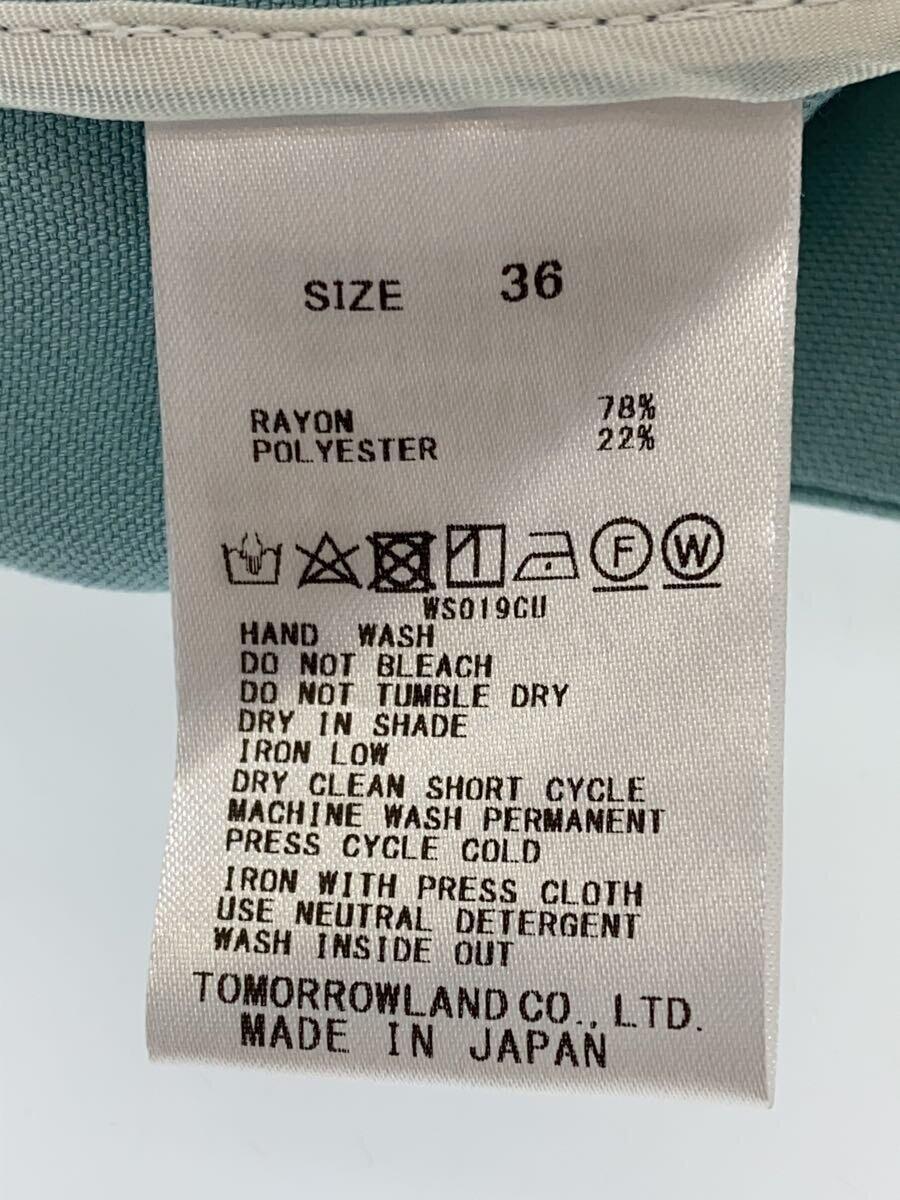 SIZE 36
RAYON 78%
POLYESTER 22%
F W
WS019CU
HAND WASH
DO NOT BLEACH
DO NOT TUMBLE DRY
DRY IN SHADE
IRON LOW
DRY CLEAN SHORT CYCLE
MACHINE WASH PERMANENT
PRESS CYCLE COLD
IRON WITH PRESS CLOTH
USE NEUTRAL DETERGENT
WASH INSIDE OUT
TOMORROWLAND CO., LTD.
MADE IN JAPAN